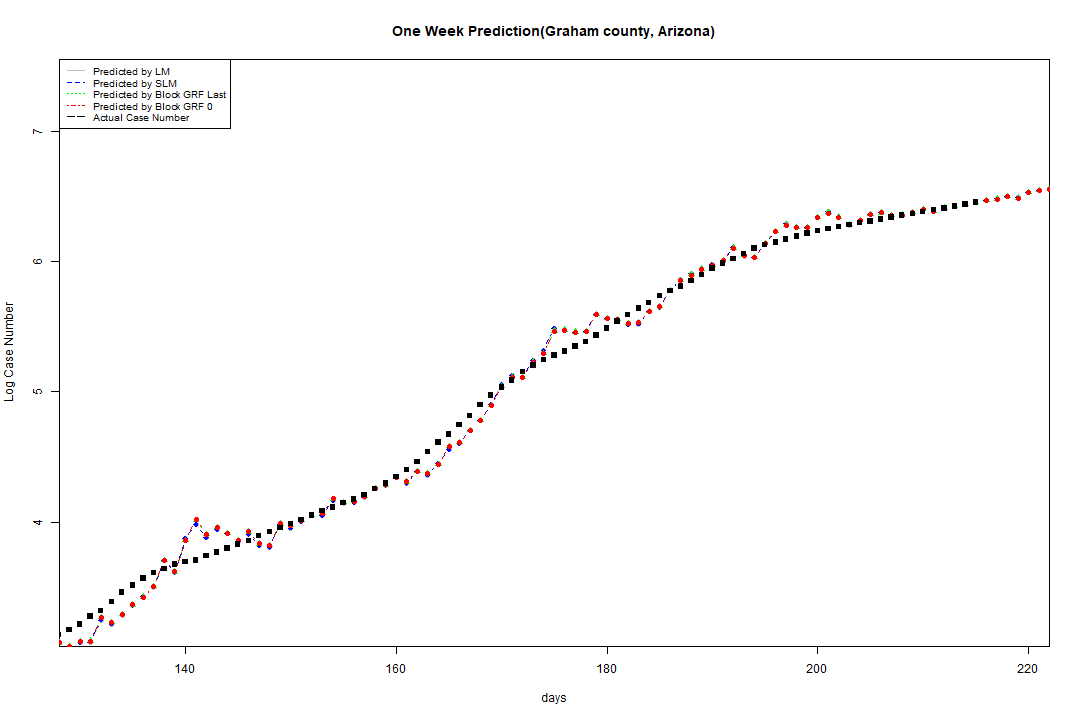 One Week Prediction(Graham county, Arizona)
Predicted by LM
Predicted by SLM
Predicted by Block GRF Last
Predicted by Block GRF 0
Actual Case Number
7
6
5
4
Log Case Number
140 160 180 200 220
days